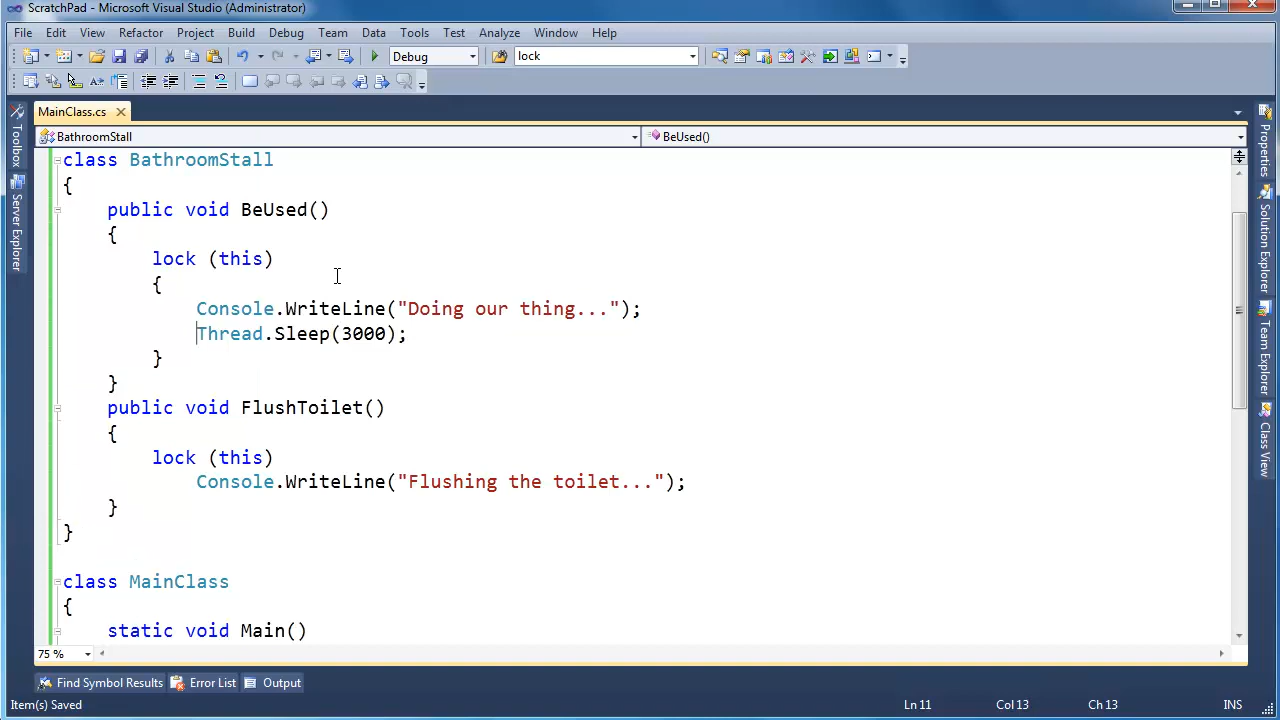 ScratchPad - Microsoft Visual Studio (Administrator)
File Edit View Refactor Project Build Debug Team Data Tools Test Analyze Window Help
Debug lock
MainClass.cs
BathroomStall BeUsed()
Toolbox
Server Explorer
class BathroomStall
{
public void BeUsed()
{
lock (this)
{
Console.WriteLine("Doing our thing...");
Thread.Sleep(3000);
}
}
public void FlushToilet()
{
lock (this)
Console.WriteLine("Flushing the toilet...");
}
}
class MainClass
{
static void Main()
Properties
Solution Explorer
Team Explorer
Class View
75 %
Find Symbol Results Error List Output
Item(s) Saved Ln 11 Col 13 Ch 13 INS